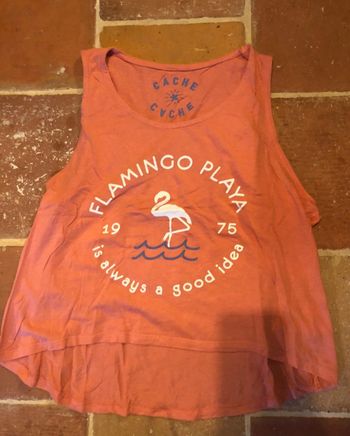 CACHE
CACHE
FLAMINGO PLAYA
19 75
is always a good idea